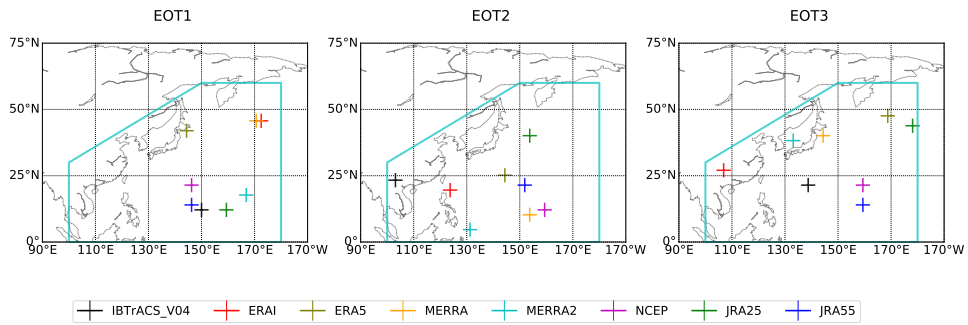 EOT1 EOT2 EOT3
75°N 75°N 75°N
50°N 50°N 50°N
25°N 25°N 25°N
0° 0° 0°
90°E 110°E 130°E 150°E 170°E 170°W 90°E 110°E 130°E 150°E 170°E 170°W 90°E 110°E 130°E 150°E 170°E 170°W
IBTrACS_V04 ERAI ERA5 MERRA MERRA2 NCEP JRA25 JRA55